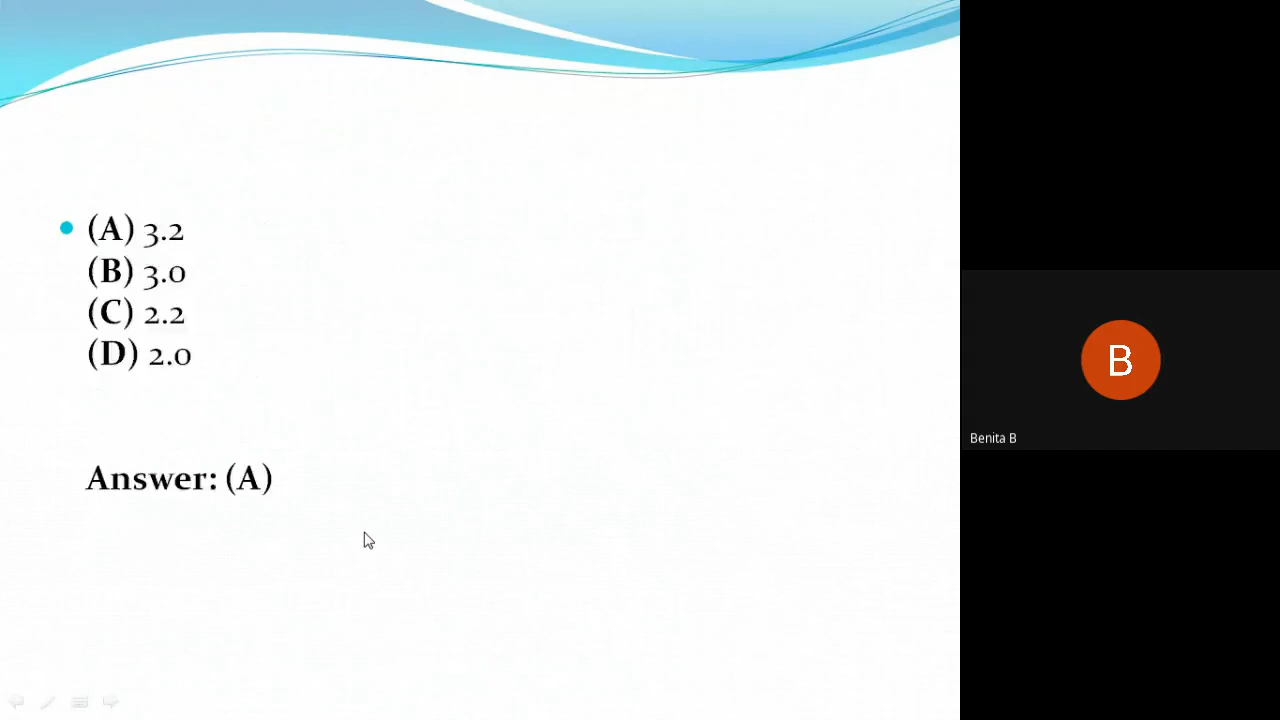 (A) 3.2
(B) 3.0
(C) 2.2
(D) 2.0
Answer: (A)
B
Benita B